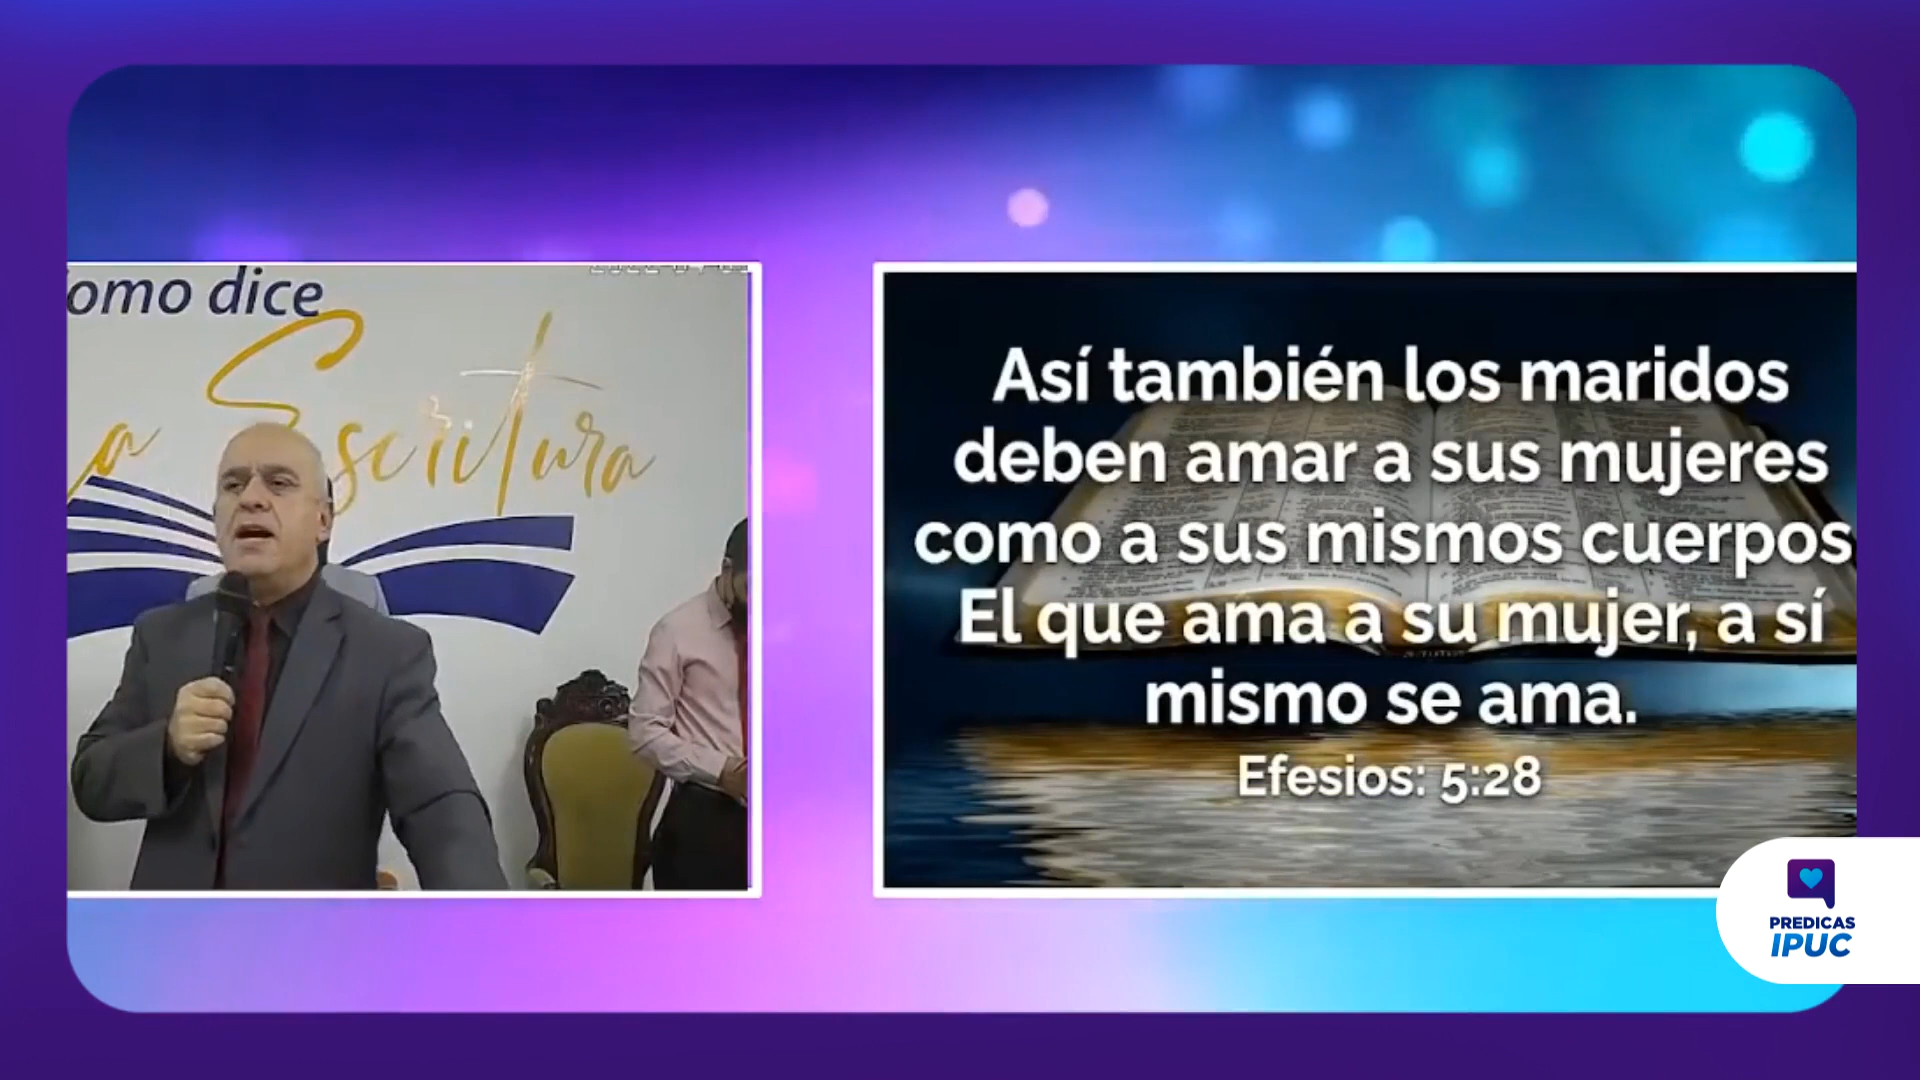 omo dice
a Escritura
Así también los maridos
deben amar a sus mujeres
como a sus mismos cuerpos
El que ama a su mujer, a sí
mismo se ama.
Efesios: 5:28
PREDICAS
IPUC